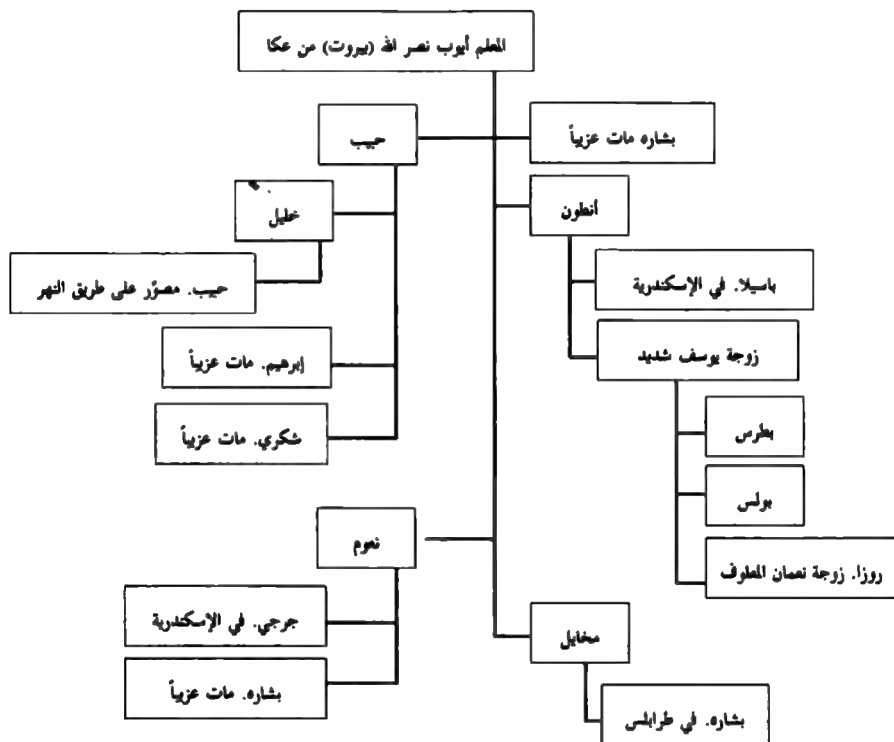 المعلم أيوب نصر الله (بيروت) من عكا
بشاره مات عزيباً
حبيب
أنطون
خليل
باسيلا. في الإسكندرية
حبيب. مصوّر على طريق النهر
زوجة يوسف شديد
إبرهيم. مات عزيباً
بطرس
شكري. مات عزيباً
بولس
نعوم
روزا. زوجة نعمان المعلوف
جرجي. في الإسكندرية
مخايل
بشاره. مات عزيباً
بشاره. في طرابلس